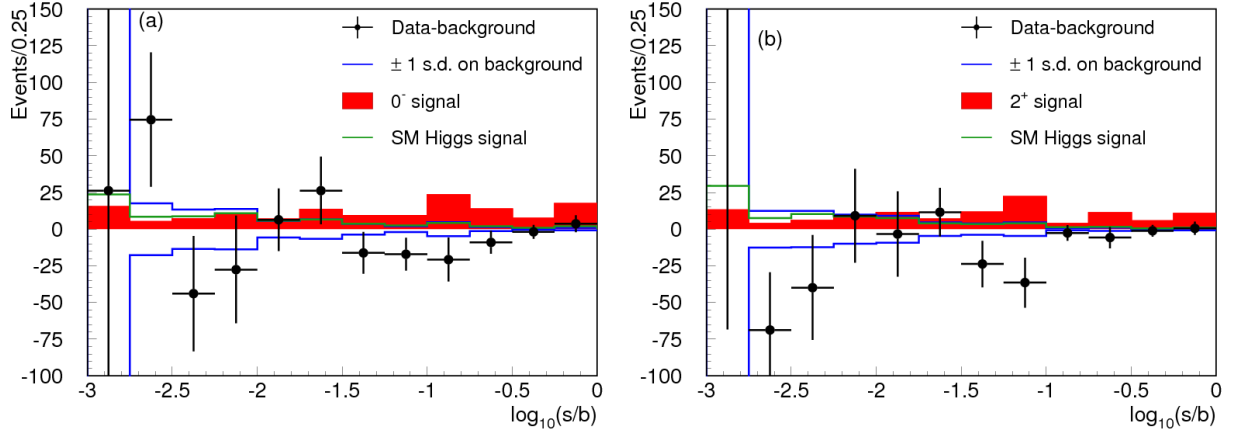 Events/0.25
150
125
100
75
50
25
0
-25
-50
-75
-100
(a)
Data-background
± 1 s.d. on background
0⁻ signal
SM Higgs signal
-3 -2.5 -2 -1.5 -1 -0.5 0
log₁₀(s/b)
Events/0.25
150
125
100
75
50
25
0
-25
-50
-75
-100
(b)
Data-background
± 1 s.d. on background
2⁺ signal
SM Higgs signal
-3 -2.5 -2 -1.5 -1 -0.5 0
log₁₀(s/b)